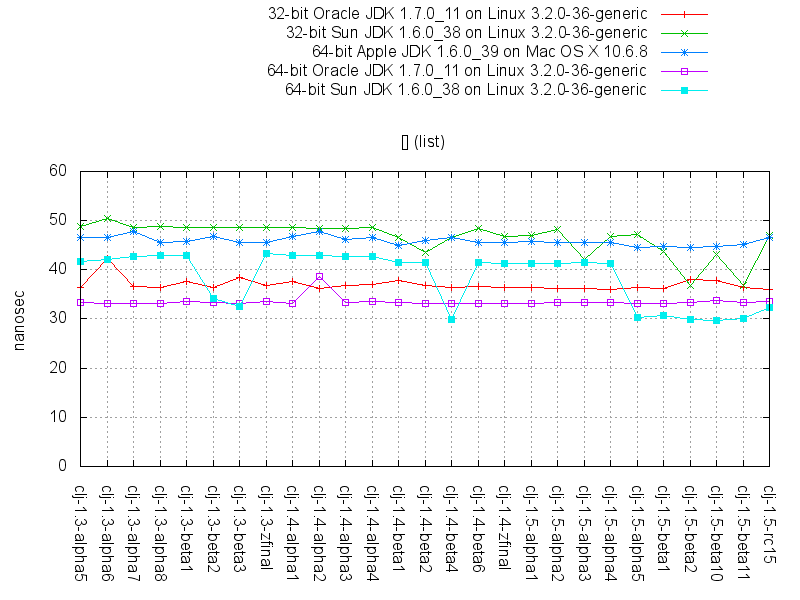 32-bit Oracle JDK 1.7.0_11 on Linux 3.2.0-36-generic
32-bit Sun JDK 1.6.0_38 on Linux 3.2.0-36-generic
64-bit Apple JDK 1.6.0_39 on Mac OS X 10.6.8
64-bit Oracle JDK 1.7.0_11 on Linux 3.2.0-36-generic
64-bit Sun JDK 1.6.0_38 on Linux 3.2.0-36-generic
[] (list)
60
50
40
30
20
10
0
nanosec
clj-1.3-alpha5
clj-1.3-alpha6
clj-1.3-alpha7
clj-1.3-alpha8
clj-1.3-beta1
clj-1.3-beta2
clj-1.3-beta3
clj-1.3-zfinal
clj-1.4-alpha1
clj-1.4-alpha2
clj-1.4-alpha3
clj-1.4-alpha4
clj-1.4-beta1
clj-1.4-beta2
clj-1.4-beta4
clj-1.4-beta6
clj-1.4-zfinal
clj-1.5-alpha1
clj-1.5-alpha2
clj-1.5-alpha3
clj-1.5-alpha4
clj-1.5-alpha5
clj-1.5-beta1
clj-1.5-beta2
clj-1.5-beta10
clj-1.5-beta11
clj-1.5-rc15